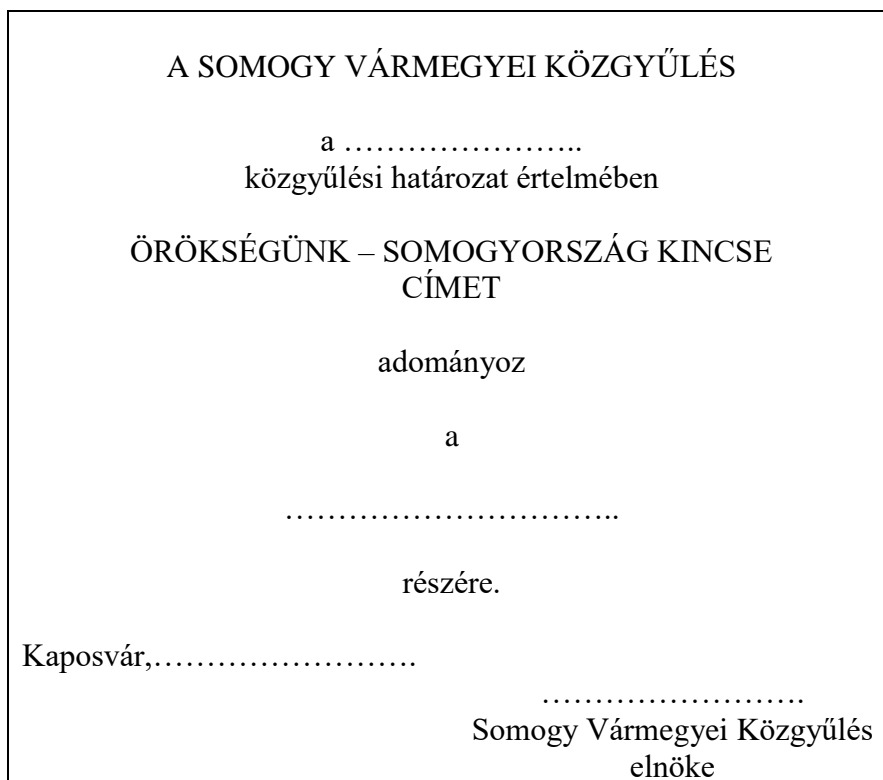 A SOMOGY VÁRMEGYEI KÖZGYŰLÉS
a …………………..
közgyűlési határozat értelmében
ÖRÖKSÉGÜNK – SOMOGYORSZÁG KINCSE
CÍMET
adományoz
a
…………………………..
részére.
Kaposvár,…………………….
…………………….
Somogy Vármegyei Közgyűlés
elnöke